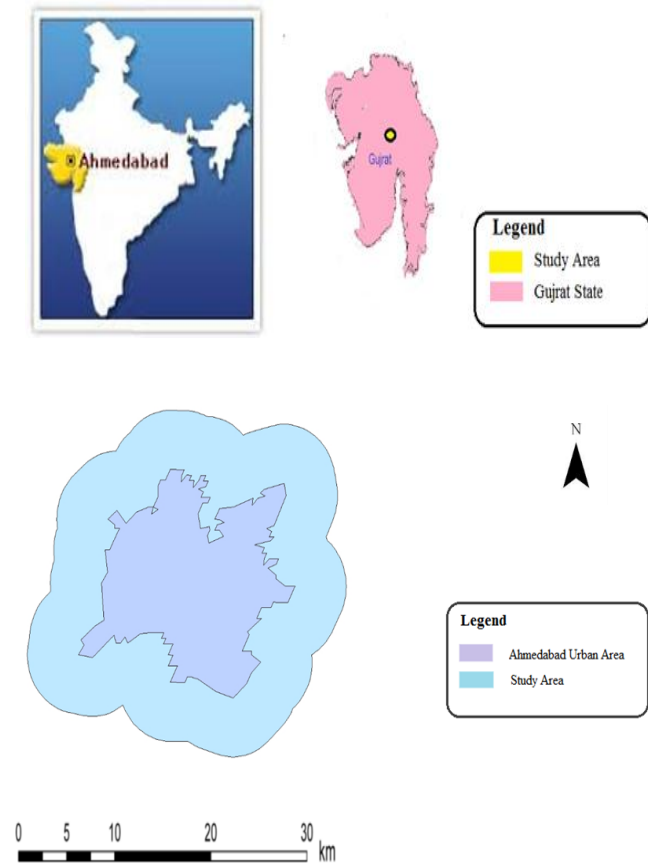 Ahmedabad
Gujrat
Legend
Study Area
Gujrat State
N
Legend
Ahmedabad Urban Area
Study Area
0 5 10 20 30
km